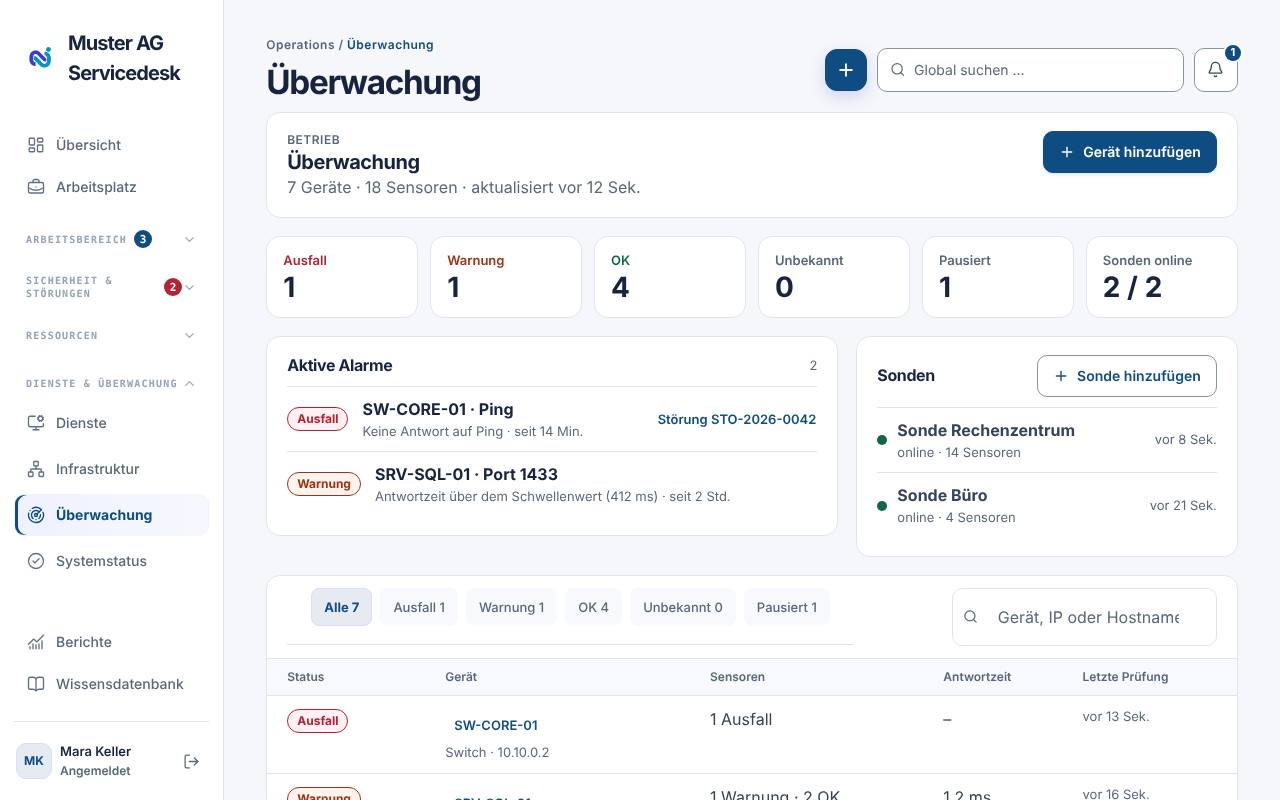 Muster AG
Servicedesk
Übersicht
Arbeitsplatz
ARBEITSBEREICH 3
SICHERHEIT &
STÖRUNGEN 2
RESSOURCEN
DIENSTE & ÜBERWACHUNG
Dienste
Infrastruktur
Überwachung
Systemstatus
Berichte
Wissensdatenbank
MK
Mara Keller
Angemeldet
Operations / Überwachung
Überwachung
Global suchen ...
1
BETRIEB
Überwachung
7 Geräte · 18 Sensoren · aktualisiert vor 12 Sek.
Gerät hinzufügen
Ausfall
1
Warnung
1
OK
4
Unbekannt
0
Pausiert
1
Sonden online
2 / 2
Aktive Alarme 2
Ausfall
SW-CORE-01 · Ping
Keine Antwort auf Ping · seit 14 Min.
Störung STO-2026-0042
Warnung
SRV-SQL-01 · Port 1433
Antwortzeit über dem Schwellenwert (412 ms) · seit 2 Std.
Sonden
Sonde hinzufügen
Sonde Rechenzentrum
online · 14 Sensoren
vor 8 Sek.
Sonde Büro
online · 4 Sensoren
vor 21 Sek.
Alle 7 Ausfall 1 Warnung 1 OK 4 Unbekannt 0 Pausiert 1
Gerät, IP oder Hostname
Status Gerät Sensoren Antwortzeit Letzte Prüfung
Ausfall SW-CORE-01 1 Ausfall – vor 13 Sek.
Switch · 10.10.0.2
Warnung SRV-SQL-01 1 Warnung · 2 OK 1,2 ms vor 16 Sek.